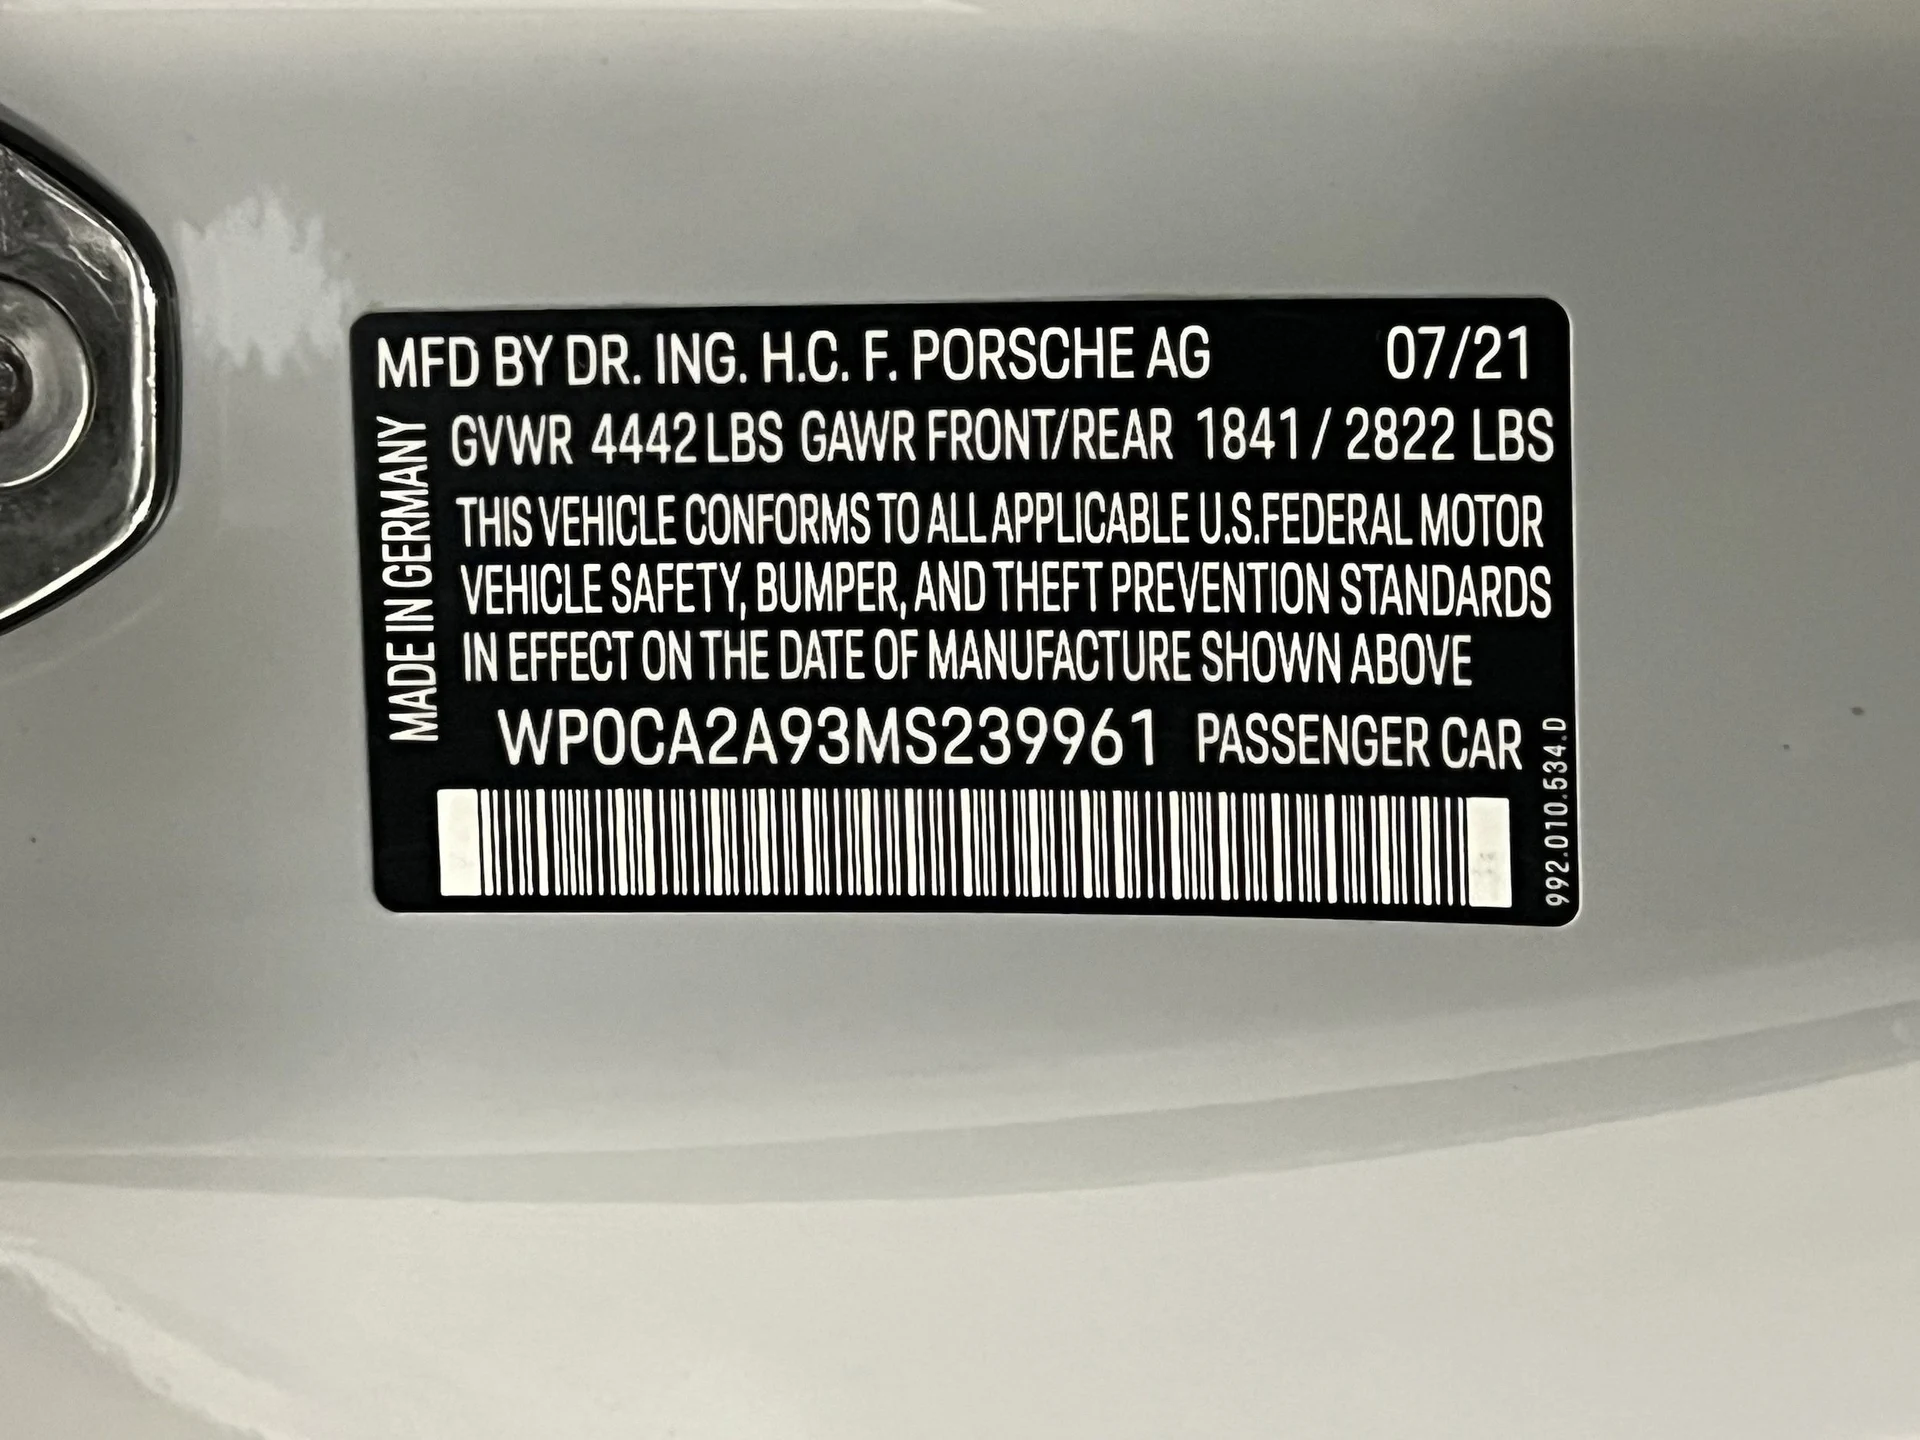 MFD BY DR. ING. H.C. F. PORSCHE AG 07/21
GVWR 4442 LBS GAWR FRONT/REAR 1841 / 2822 LBS
THIS VEHICLE CONFORMS TO ALL APPLICABLE U.S.FEDERAL MOTOR
VEHICLE SAFETY, BUMPER, AND THEFT PREVENTION STANDARDS
IN EFFECT ON THE DATE OF MANUFACTURE SHOWN ABOVE
WP0CA2A93MS239961 PASSENGER CAR
MADE IN GERMANY
992.010.534.D